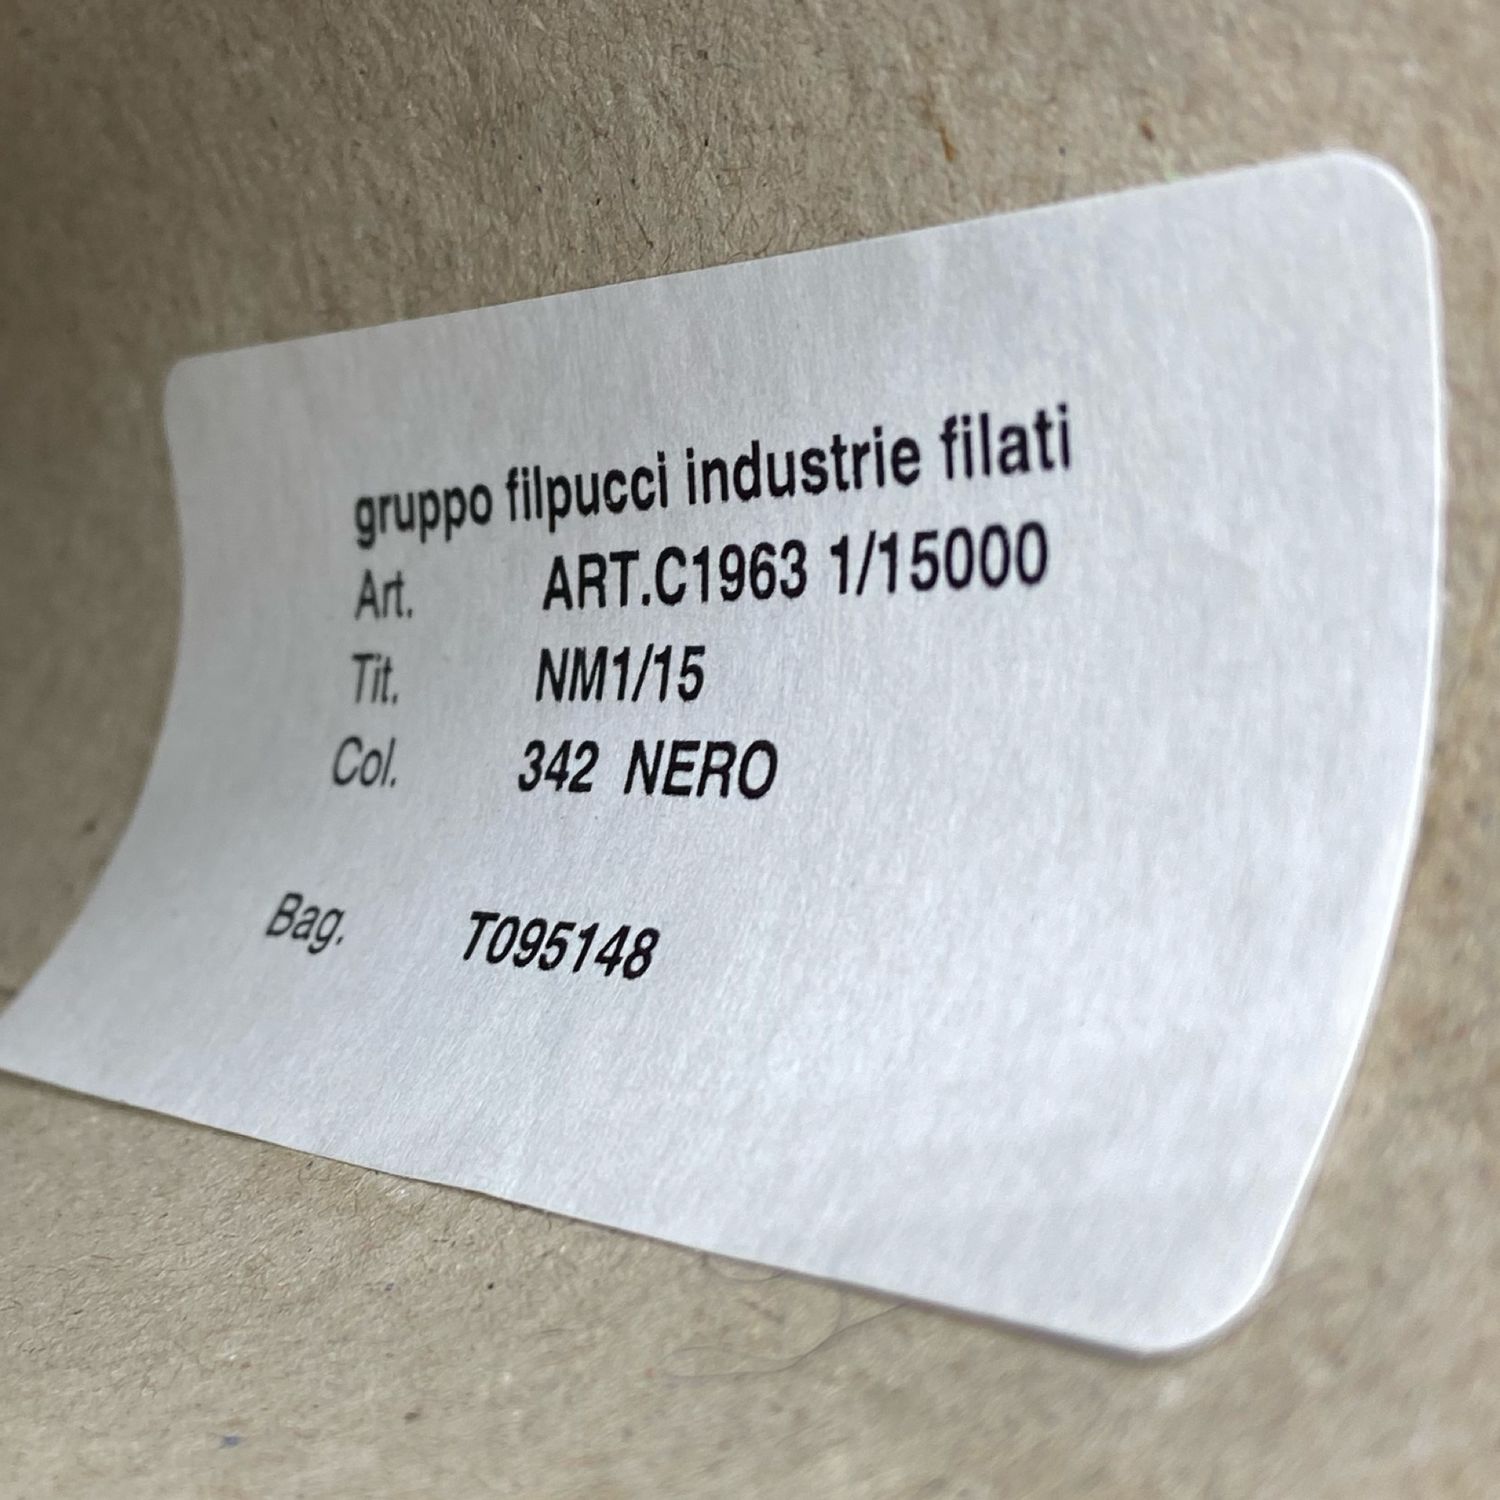 gruppo filpucci industrie filati
Art. ART.C1963 1/15000
Tit. NM1/15
Col. 342 NERO
Bag. T095148